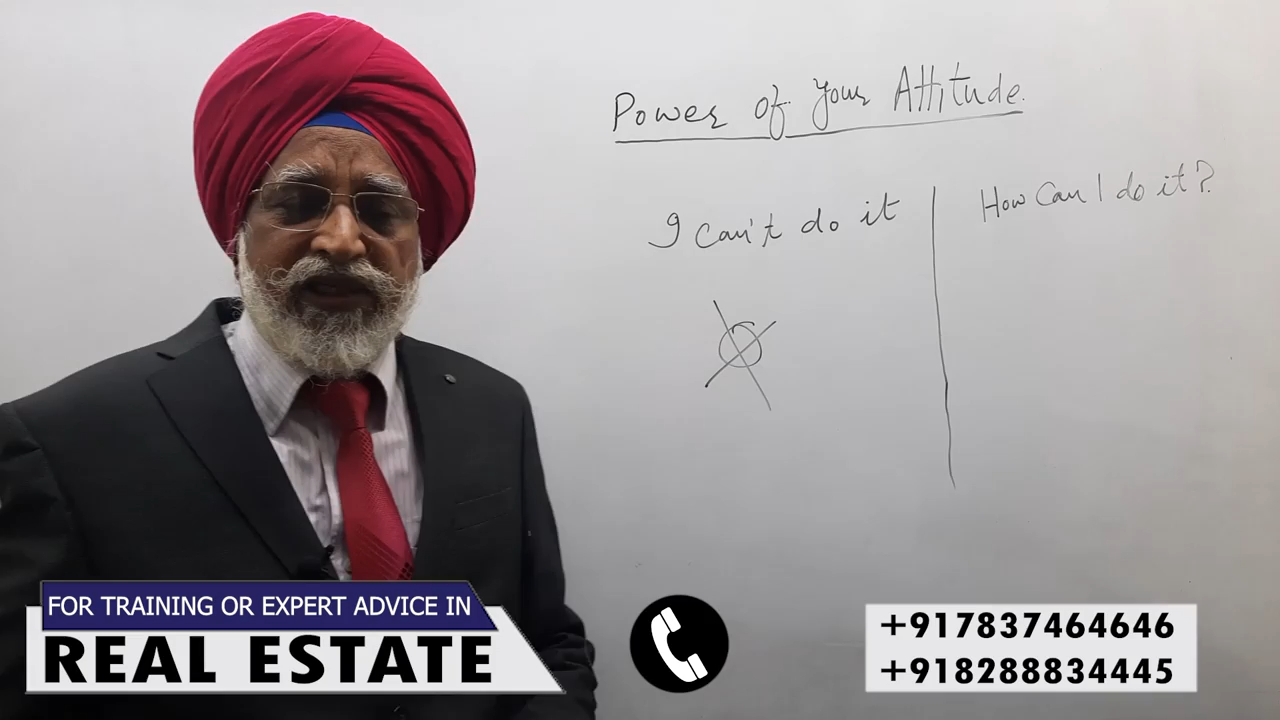 Power of Your Attitude.
I can't do it
How Can I do it?
FOR TRAINING OR EXPERT ADVICE IN
REAL ESTATE
+917837464646
+918288834445